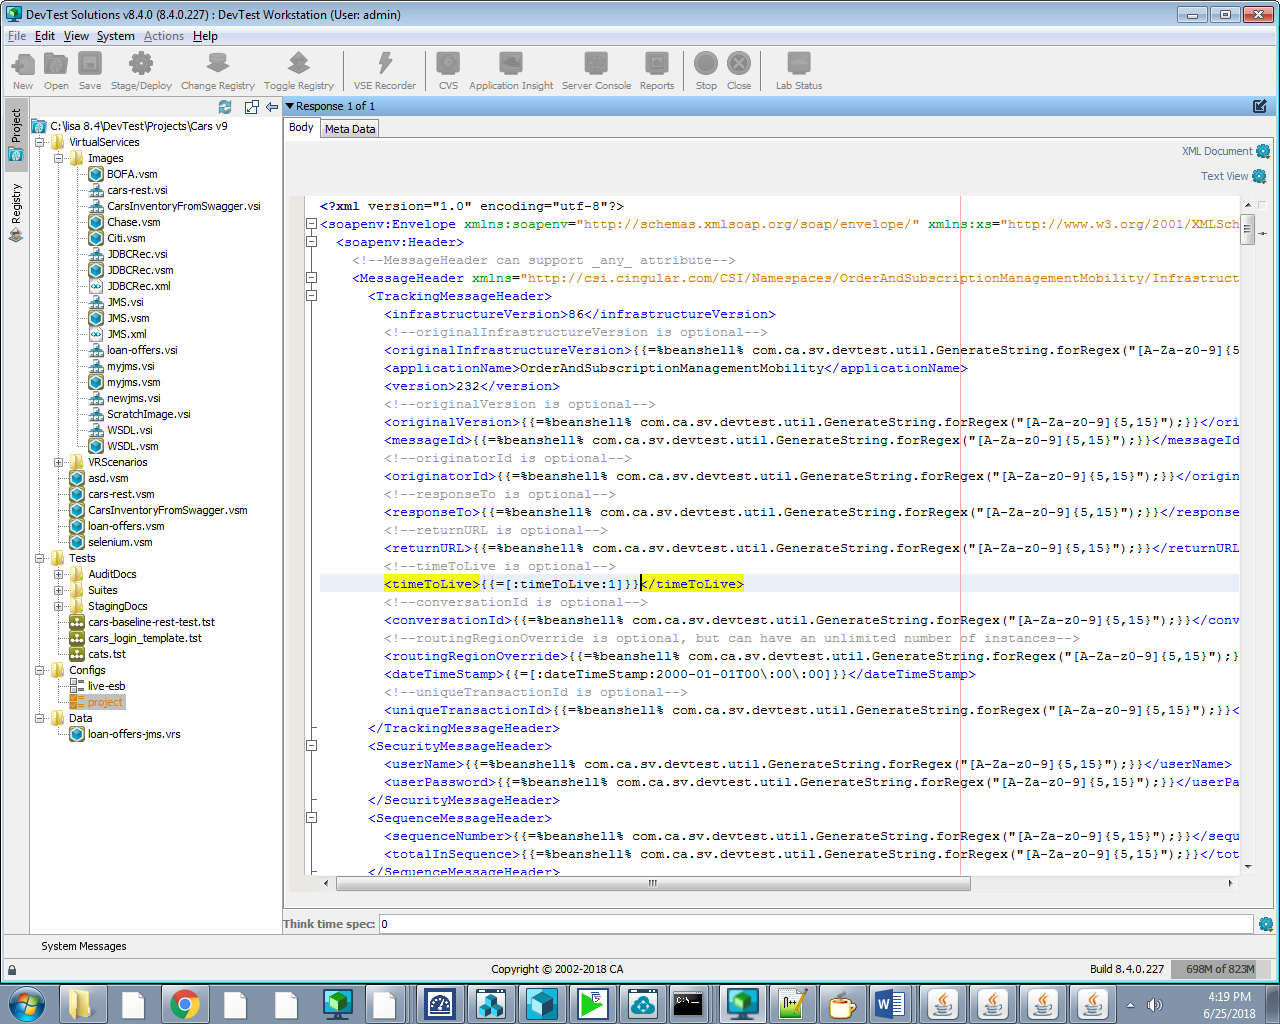 DevTest Solutions v8.4.0 (8.4.0.227) : DevTest Workstation (User: admin)
File Edit View System Actions Help
New Open Save Stage/Deploy Change Registry Toggle Registry VSE Recorder CVS Application Insight Server Console Reports Stop Close Lab Status
Project
Registry
C:\lisa 8.4\DevTest\Projects\Cars v9
VirtualServices
Images
BOFA.vsm
cars-rest.vsi
CarsInventoryFromSwagger.vsi
Chase.vsm
Citi.vsm
JDBCRec.vsi
JDBCRec.vsm
JDBCRec.xml
JMS.vsi
JMS.vsm
JMS.xml
loan-offers.vsi
myjms.vsi
myjms.vsm
newjms.vsi
ScratchImage.vsi
WSDL.vsi
WSDL.vsm
VRScenarios
asd.vsm
cars-rest.vsm
CarsInventoryFromSwagger.vsm
loan-offers.vsm
selenium.vsm
Tests
AuditDocs
Suites
StagingDocs
cars-baseline-rest-test.tst
cars_login_template.tst
cats.tst
Configs
live-esb
project
Data
loan-offers-jms.vrs
Response 1 of 1
Body Meta Data
XML Document
Text View
<?xml version="1.0" encoding="utf-8"?>
<soapenv:Envelope xmlns:soapenv="http://schemas.xmlsoap.org/soap/envelope/" xmlns:xs="http://www.w3.org/2001/XMLSch
<soapenv:Header>
<!--MessageHeader can support _any_ attribute-->
<MessageHeader xmlns="http://csi.cingular.com/CSI/Namespaces/OrderAndSubscriptionManagementMobility/Infrastruct
<TrackingMessageHeader>
<infrastructureVersion>86</infrastructureVersion>
<!--originalInfrastructureVersion is optional-->
<originalInfrastructureVersion>{{=%beanshell% com.ca.sv.devtest.util.GenerateString.forRegex("[A-Za-z0-9]{5
<applicationName>OrderAndSubscriptionManagementMobility</applicationName>
<version>232</version>
<!--originalVersion is optional-->
<originalVersion>{{=%beanshell% com.ca.sv.devtest.util.GenerateString.forRegex("[A-Za-z0-9]{5,15}");}}</ori
<messageId>{{=%beanshell% com.ca.sv.devtest.util.GenerateString.forRegex("[A-Za-z0-9]{5,15}");}}</messageId
<!--originatorId is optional-->
<originatorId>{{=%beanshell% com.ca.sv.devtest.util.GenerateString.forRegex("[A-Za-z0-9]{5,15}");}}</origin
<!--responseTo is optional-->
<responseTo>{{=%beanshell% com.ca.sv.devtest.util.GenerateString.forRegex("[A-Za-z0-9]{5,15}");}}</response
<!--returnURL is optional-->
<returnURL>{{=%beanshell% com.ca.sv.devtest.util.GenerateString.forRegex("[A-Za-z0-9]{5,15}");}}</returnURL
<!--timeToLive is optional-->
<timeToLive>{{=[:timeToLive:1]}}</timeToLive>
<!--conversationId is optional-->
<conversationId>{{=%beanshell% com.ca.sv.devtest.util.GenerateString.forRegex("[A-Za-z0-9]{5,15}");}}</conv
<!--routingRegionOverride is optional, but can have an unlimited number of instances-->
<routingRegionOverride>{{=%beanshell% com.ca.sv.devtest.util.GenerateString.forRegex("[A-Za-z0-9]{5,15}");}
<dateTimeStamp>{{=[:dateTimeStamp:2000-01-01T00\:00\:00]}}</dateTimeStamp>
<!--uniqueTransactionId is optional-->
<uniqueTransactionId>{{=%beanshell% com.ca.sv.devtest.util.GenerateString.forRegex("[A-Za-z0-9]{5,15}");}}<
</TrackingMessageHeader>
<SecurityMessageHeader>
<userName>{{=%beanshell% com.ca.sv.devtest.util.GenerateString.forRegex("[A-Za-z0-9]{5,15}");}}</userName>
<userPassword>{{=%beanshell% com.ca.sv.devtest.util.GenerateString.forRegex("[A-Za-z0-9]{5,15}");}}</userPa
</SecurityMessageHeader>
<SequenceMessageHeader>
<sequenceNumber>{{=%beanshell% com.ca.sv.devtest.util.GenerateString.forRegex("[A-Za-z0-9]{5,15}");}}</sequ
<totalInSequence>{{=%beanshell% com.ca.sv.devtest.util.GenerateString.forRegex("[A-Za-z0-9]{5,15}");}}</tot
</SequenceMessageHeader>
Think time spec: 0
System Messages
Copyright © 2002-2018 CA
Build 8.4.0.227 698M of 823M
4:19 PM
6/25/2018